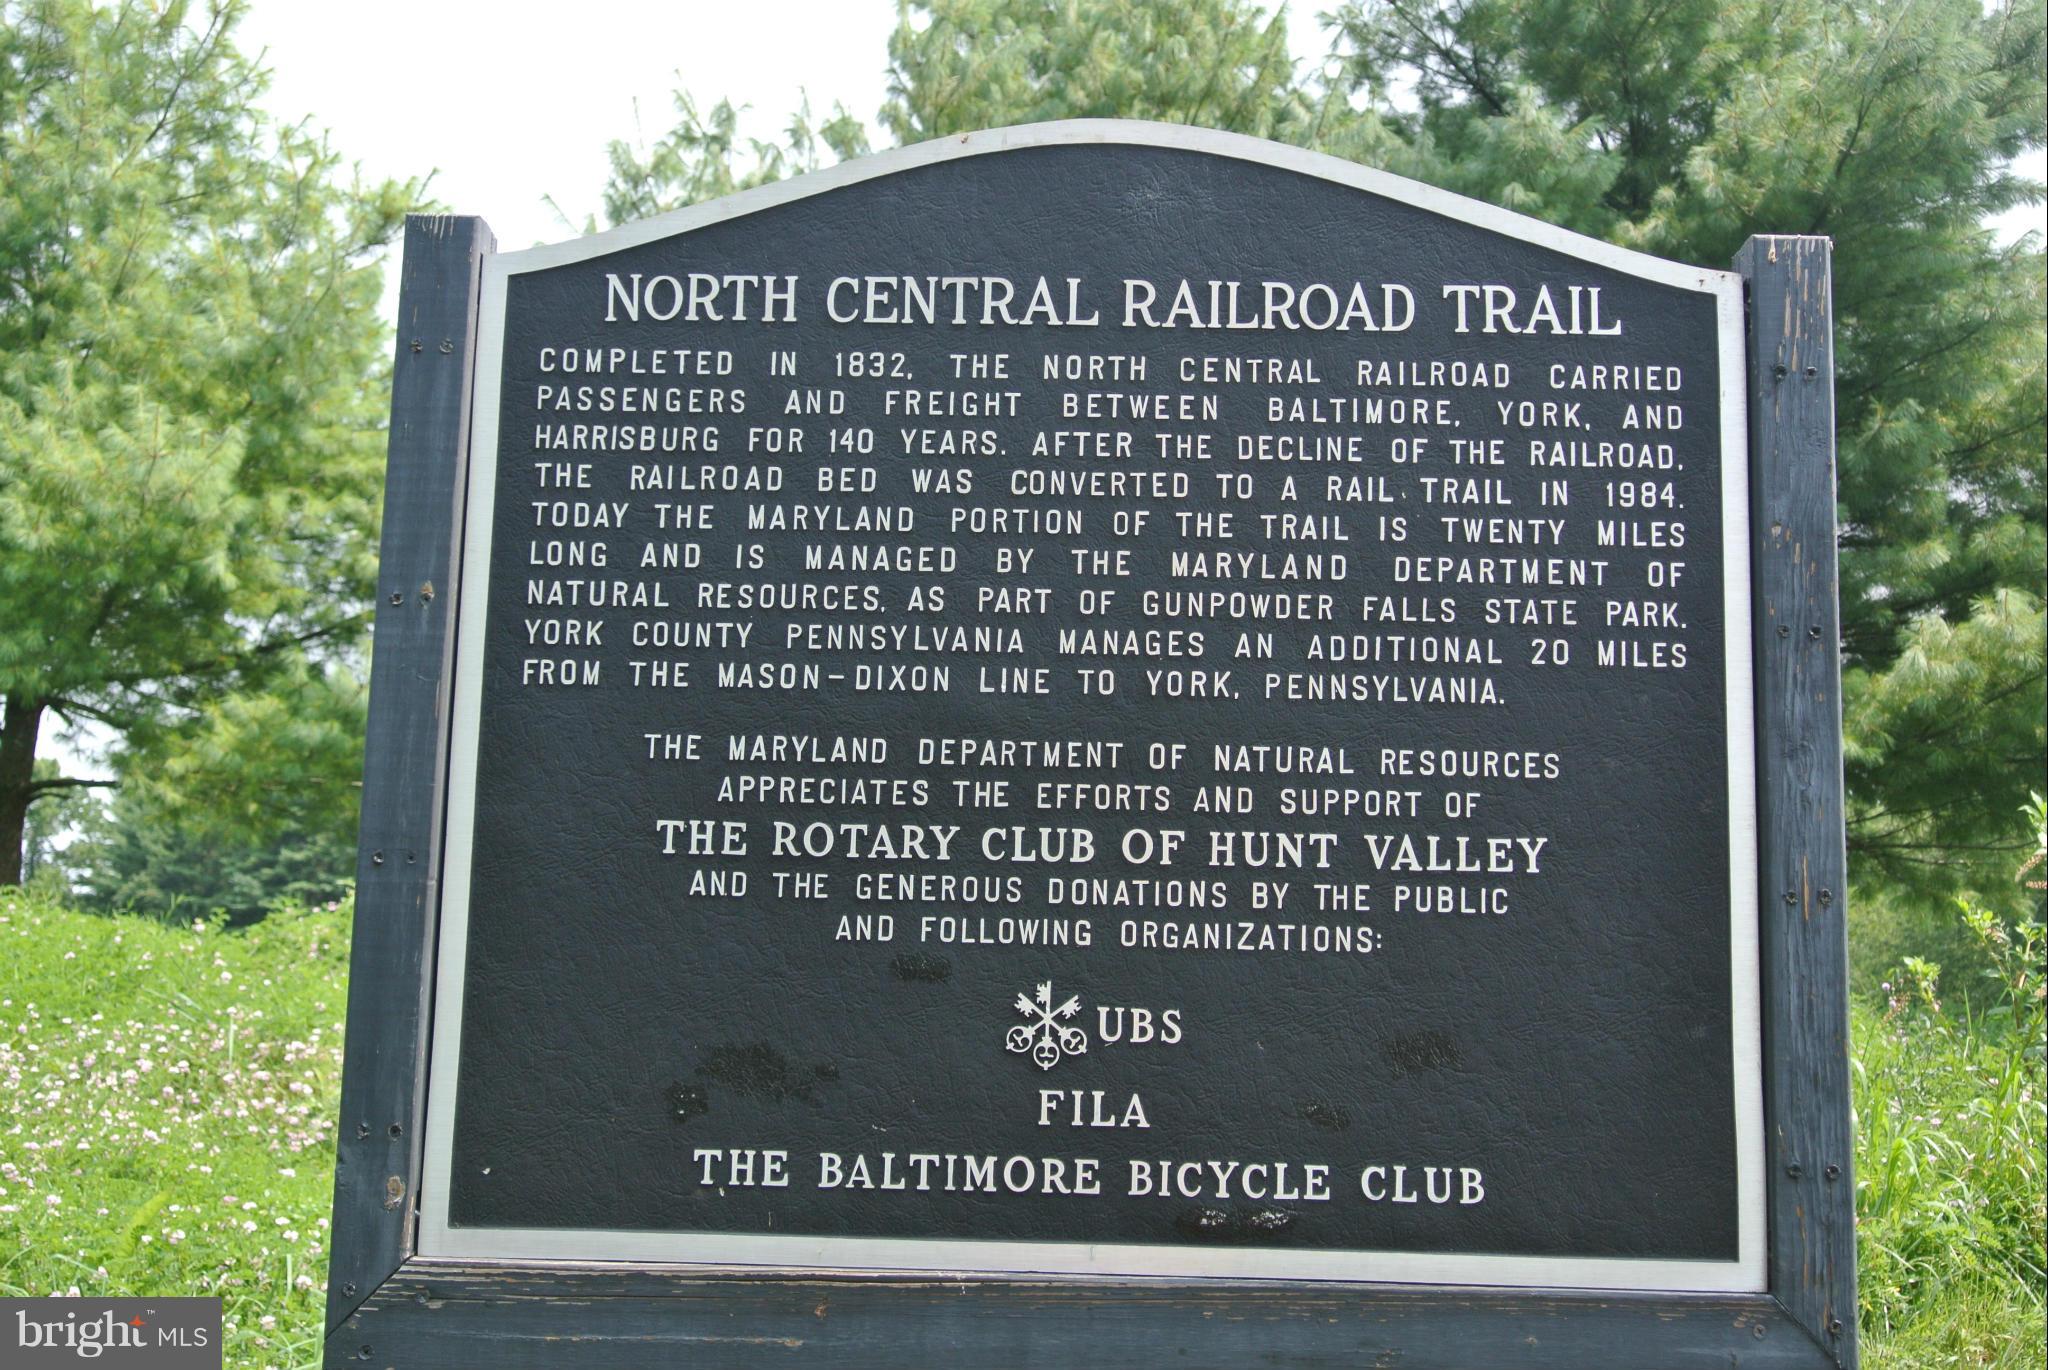 NORTH CENTRAL RAILROAD TRAIL
COMPLETED IN 1832, THE NORTH CENTRAL RAILROAD CARRIED
PASSENGERS AND FREIGHT BETWEEN BALTIMORE, YORK, AND
HARRISBURG FOR 140 YEARS. AFTER THE DECLINE OF THE RAILROAD,
THE RAILROAD BED WAS CONVERTED TO A RAIL TRAIL IN 1984.
TODAY THE MARYLAND PORTION OF THE TRAIL IS TWENTY MILES
LONG AND IS MANAGED BY THE MARYLAND DEPARTMENT OF
NATURAL RESOURCES, AS PART OF GUNPOWDER FALLS STATE PARK.
YORK COUNTY PENNSYLVANIA MANAGES AN ADDITIONAL 20 MILES
FROM THE MASON-DIXON LINE TO YORK, PENNSYLVANIA.
THE MARYLAND DEPARTMENT OF NATURAL RESOURCES
APPRECIATES THE EFFORTS AND SUPPORT OF
THE ROTARY CLUB OF HUNT VALLEY
AND THE GENEROUS DONATIONS BY THE PUBLIC
AND FOLLOWING ORGANIZATIONS:
UBS
FILA
THE BALTIMORE BICYCLE CLUB
bright™ MLS